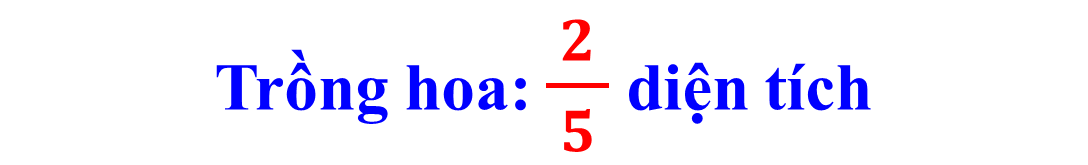 Trồng hoa: 2/5 diện tích